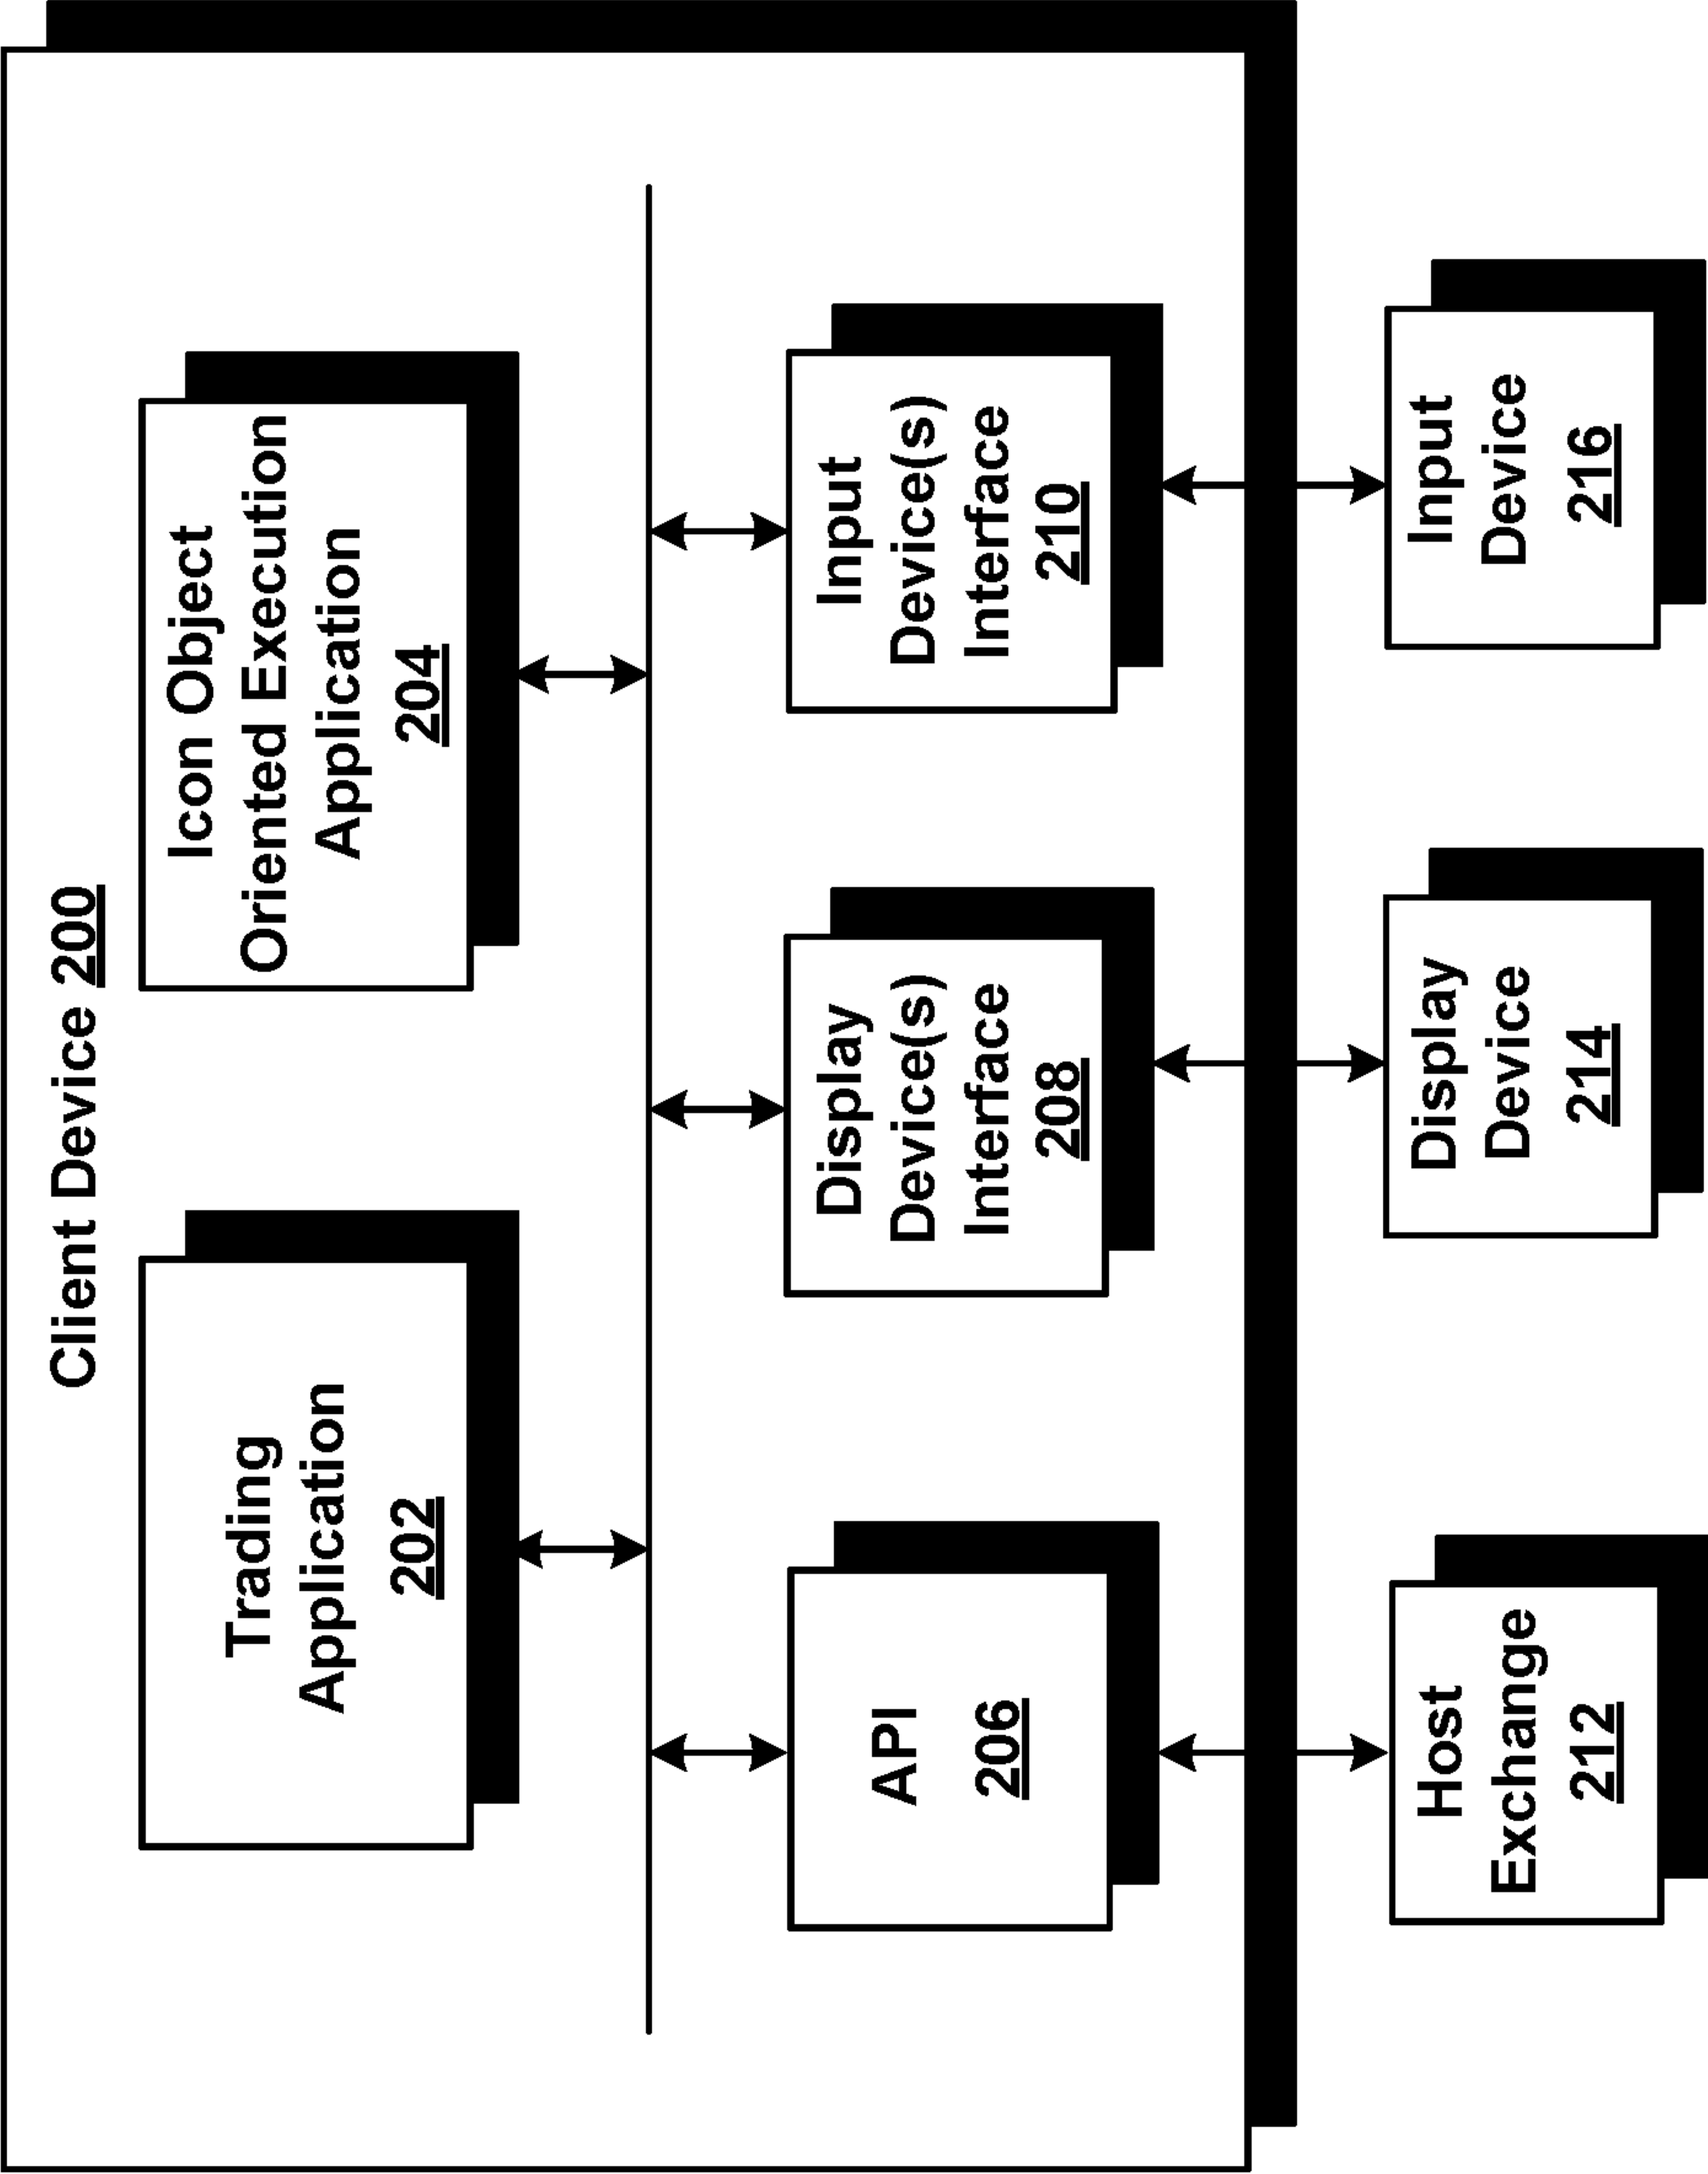 Client Device 200
Trading
Application
202
Icon Object
Oriented Execution
Application
204
API
206
Display
Device(s)
Interface
208
Input
Device(s)
Interface
210
Host
Exchange
212
Display
Device
214
Input
Device
216